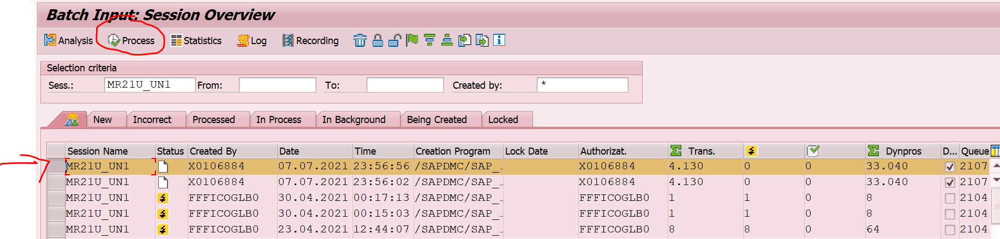 Batch Input: Session Overview
Analysis Process Statistics Log Recording
Selection criteria
Sess.: MR21U_UN1 From: To: Created by: *
New Incorrect Processed In Process In Background Being Created Locked
Session Name Status Created By Date Time Creation Program Lock Date Authorizat. Trans. Dynpros D... Queue
MR21U_UN1 X0106884 07.07.2021 23:56:56 /SAPDMC/SAP_… X0106884 4.130 0 0 33.040 2107
MR21U_UN1 X0106884 07.07.2021 23:56:02 /SAPDMC/SAP_… X0106884 4.130 0 0 33.040 2107
MR21U_UN1 FFFICOGLB0 30.04.2021 00:17:13 /SAPDMC/SAP_… FFFICOGLB0 1 1 0 8 2104
MR21U_UN1 FFFICOGLB0 30.04.2021 00:15:03 /SAPDMC/SAP_… FFFICOGLB0 1 1 0 8 2104
MR21U_UN1 FFFICOGLB0 23.04.2021 12:44:07 /SAPDMC/SAP_… FFFICOGLB0 8 8 0 64 2104